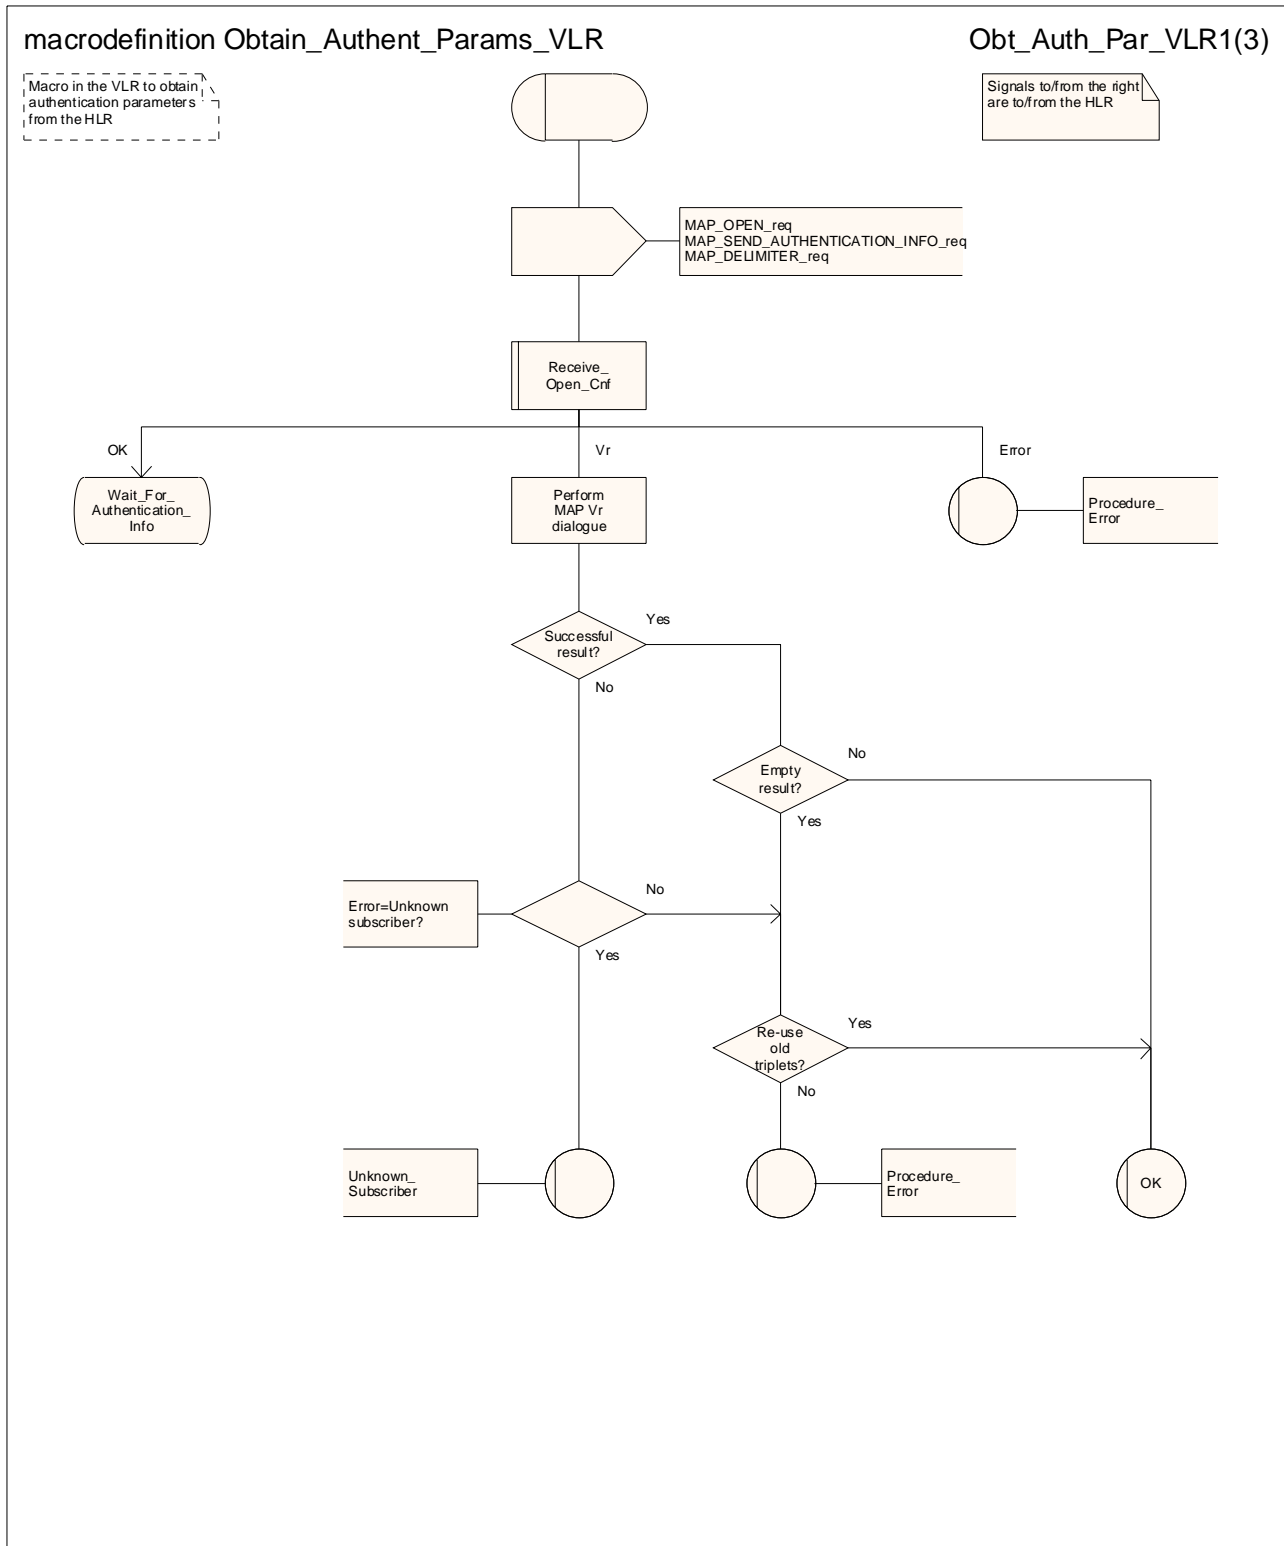 macrodefinition Obtain_Authent_Params_VLR
Obt_Auth_Par_VLR1(3)
Macro in the VLR to obtain
authentication parameters
from the HLR
Signals to/from the right
are to/from the HLR
MAP_OPEN_req
MAP_SEND_AUTHENTICATION_INFO_req
MAP_DELIMITER_req
Receive_
Open_Cnf
OK
Vr
Error
Wait_For_
Authentication_
Info
Perform
MAP Vr
dialogue
Procedure_
Error
Successful
result?
Yes
No
Empty
result?
No
Yes
Error=Unknown
subscriber?
No
Yes
Re-use
old
triplets?
Yes
No
Unknown_
Subscriber
Procedure_
Error
OK